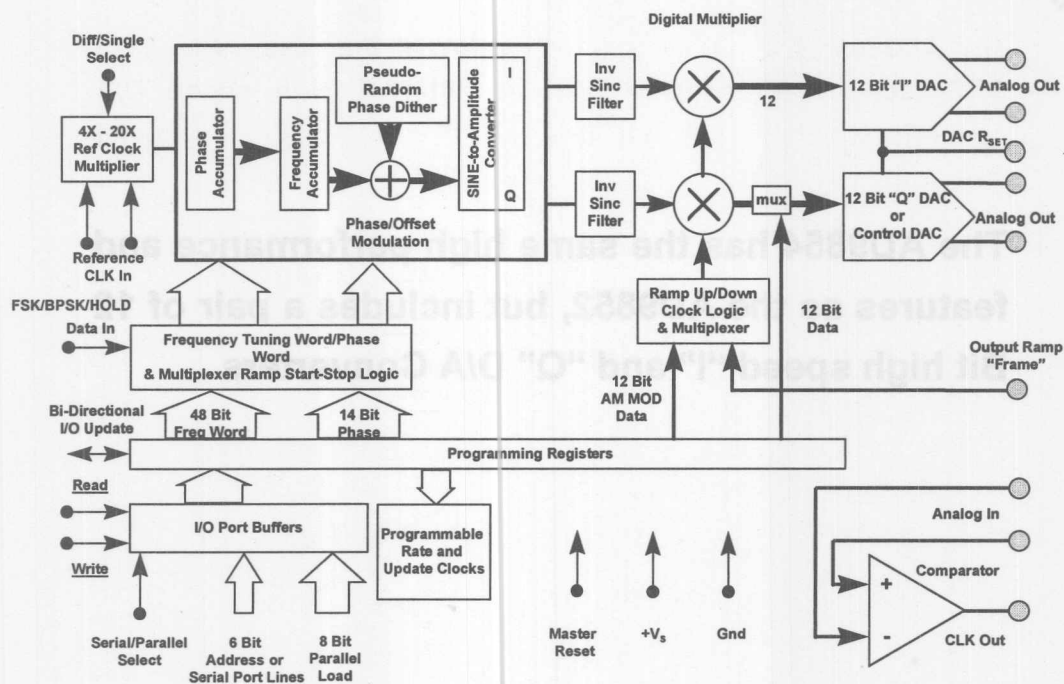 Digital Multiplier
Diff/Single
Select
4X - 20X
Ref Clock
Multiplier
Reference
CLK In
Phase
Accumulator
Frequency
Accumulator
Pseudo-
Random
Phase Dither
Phase/Offset
Modulation
SINE-to-Amplitude
Converter
I
Q
Inv
Sinc
Filter
Inv
Sinc
Filter
12
mux
12 Bit “I” DAC
Analog Out
DAC RSET
12 Bit “Q” DAC
or
Control DAC
Analog Out
The AD9854 has the same high performance and
features as the AD9852, but includes a pair of 12
Bit high speed “I” and “Q” D/A Converters
FSK/BPSK/HOLD
Data In
Frequency Tuning Word/Phase
Word
& Multiplexer Ramp Start-Stop Logic
Ramp Up/Down
Clock Logic
& Multiplexer
12 Bit
Data
Output Ramp
“Frame”
12 Bit
AM MOD
Data
Bi-Directional
I/O Update
48 Bit
Freq Word
14 Bit
Phase
Programming Registers
Read
Write
I/O Port Buffers
Programmable
Rate and
Update Clocks
Serial/Parallel
Select
6 Bit
Address or
Serial Port Lines
8 Bit
Parallel
Load
Master
Reset
+Vs
Gnd
Analog In
Comparator
+
-
CLK Out